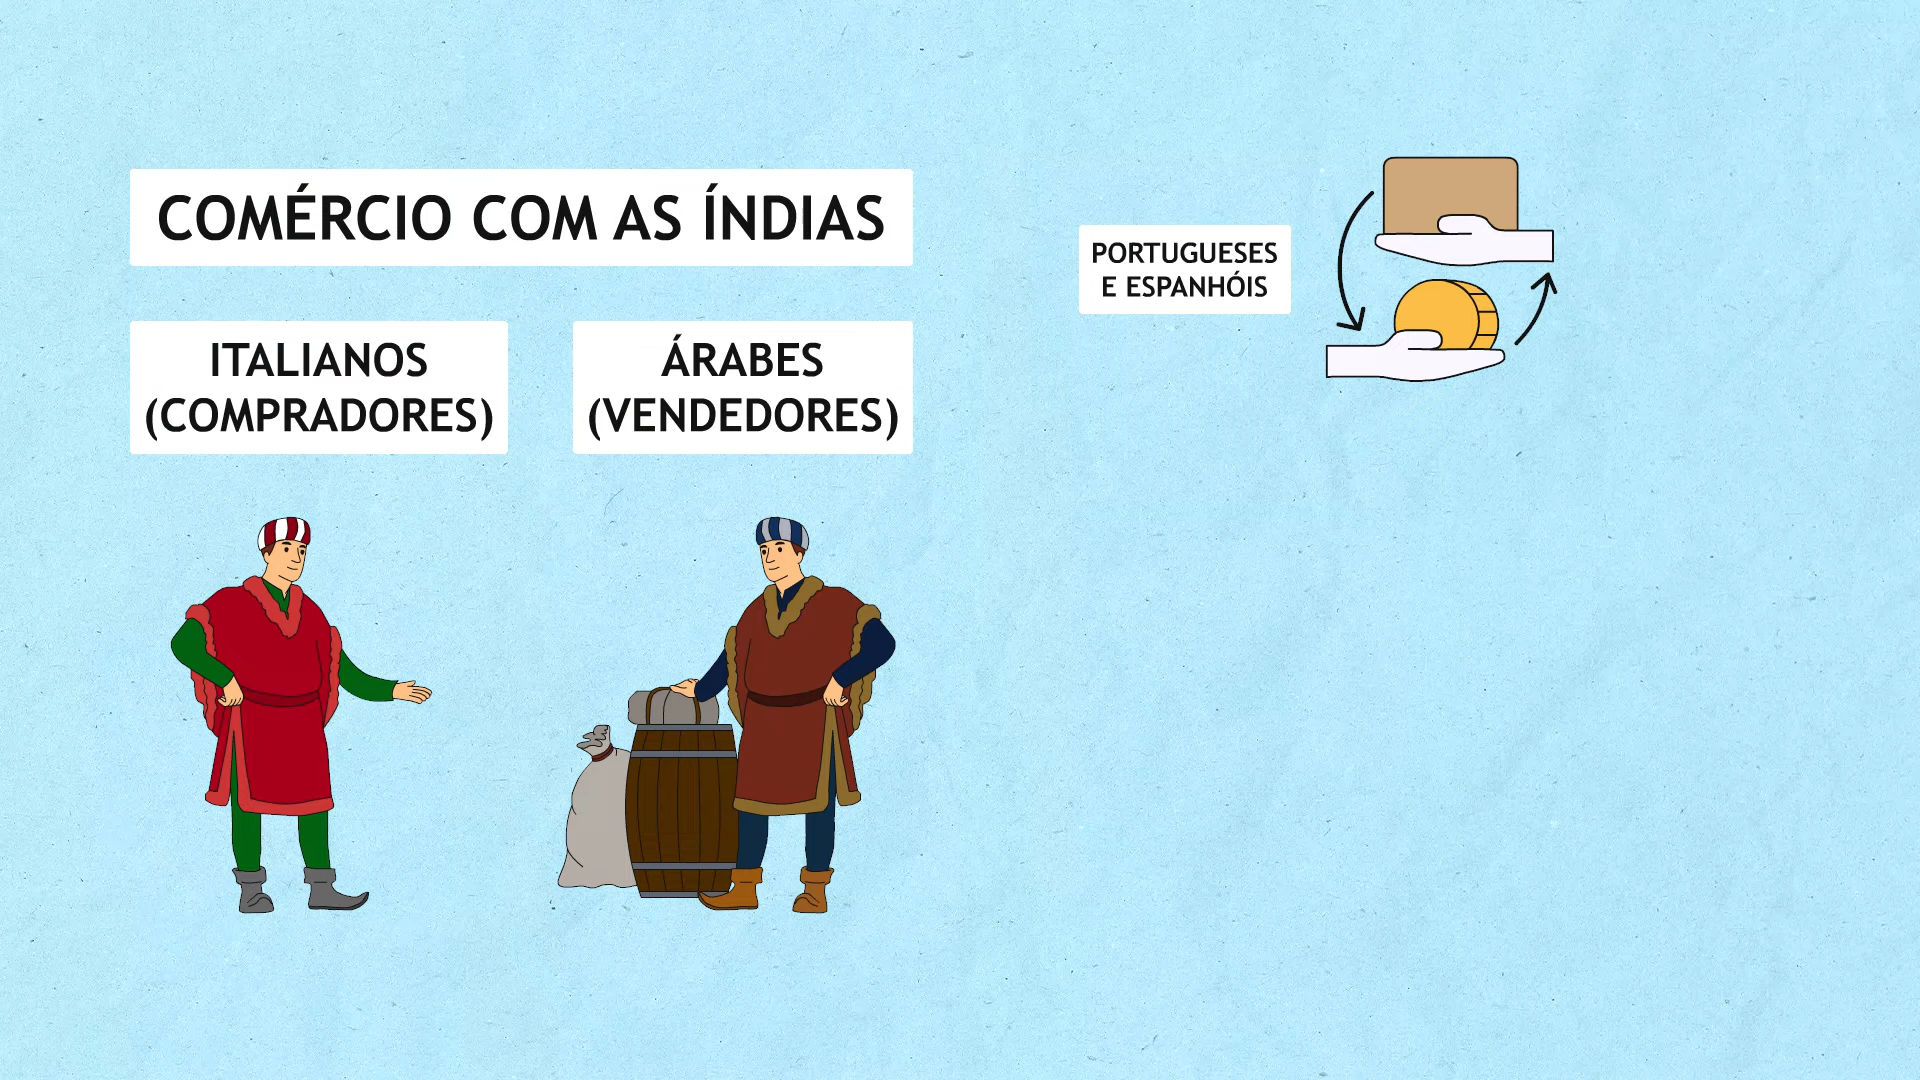 COMÉRCIO COM AS ÍNDIAS
ITALIANOS
(COMPRADORES)
ÁRABES
(VENDEDORES)
PORTUGUESES
E ESPANHÓIS